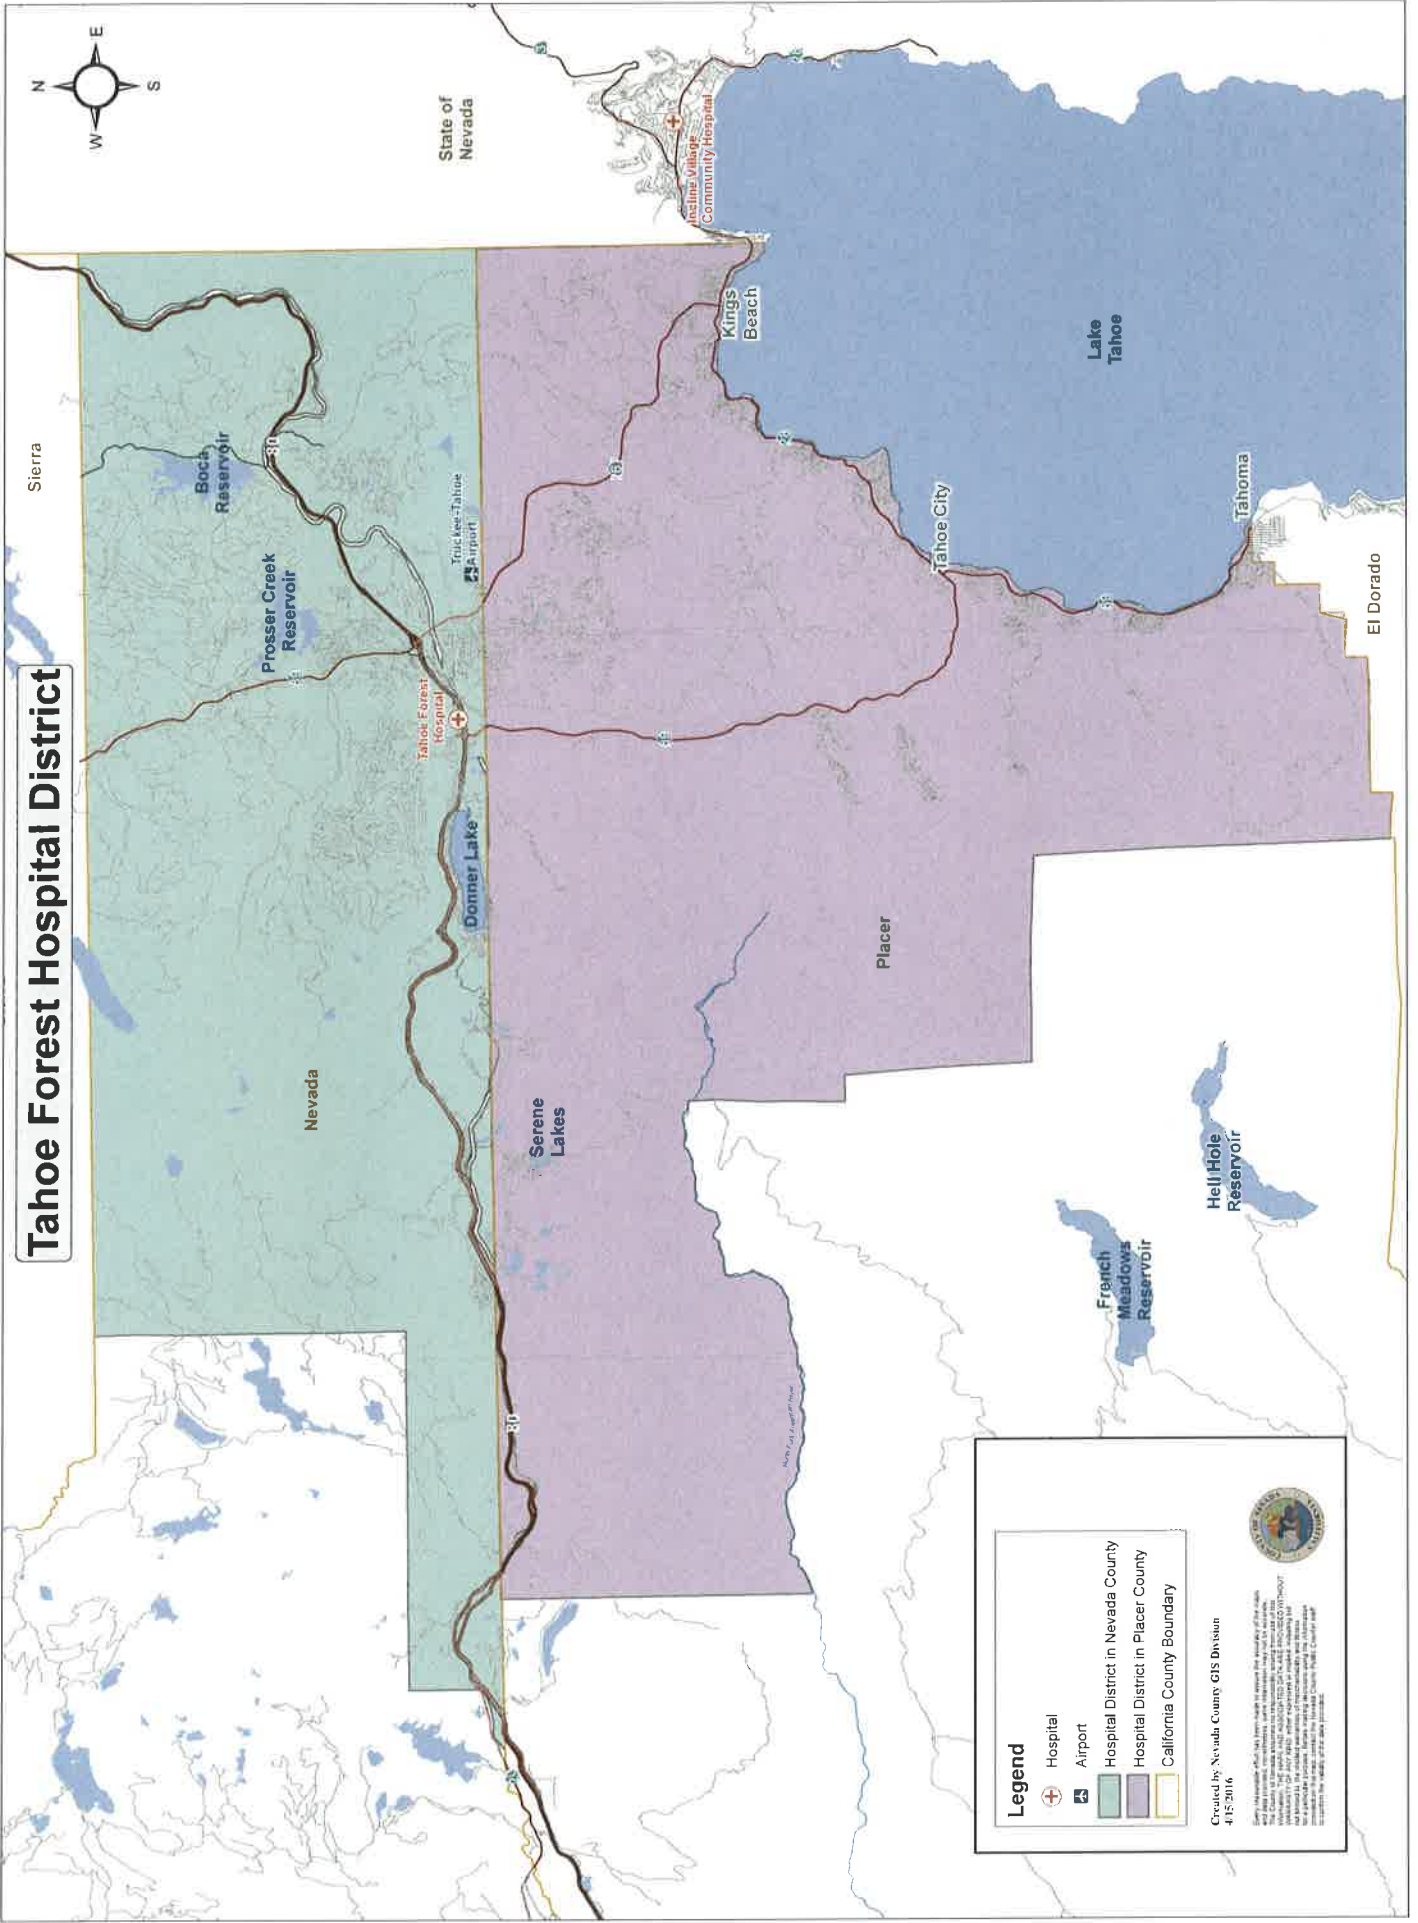 Tahoe Forest Hospital District
N
W
E
S
Sierra
State of
Nevada
Boca
Reservoir
Prosser Creek
Reservoir
Truckee-Tahoe
Airport
Tahoe Forest
Hospital
Donner Lake
Nevada
80
Incline Village
Community Hospital
Kings
Beach
Lake
Tahoe
Tahoe City
Tahoma
El Dorado
Placer
Serene
Lakes
80
Hell Hole
Reservoir
French
Meadows
Reservoir
Legend
Hospital
Airport
Hospital District in Nevada County
Hospital District in Placer County
California County Boundary
Created by Nevada County GIS Division
4/15/2016